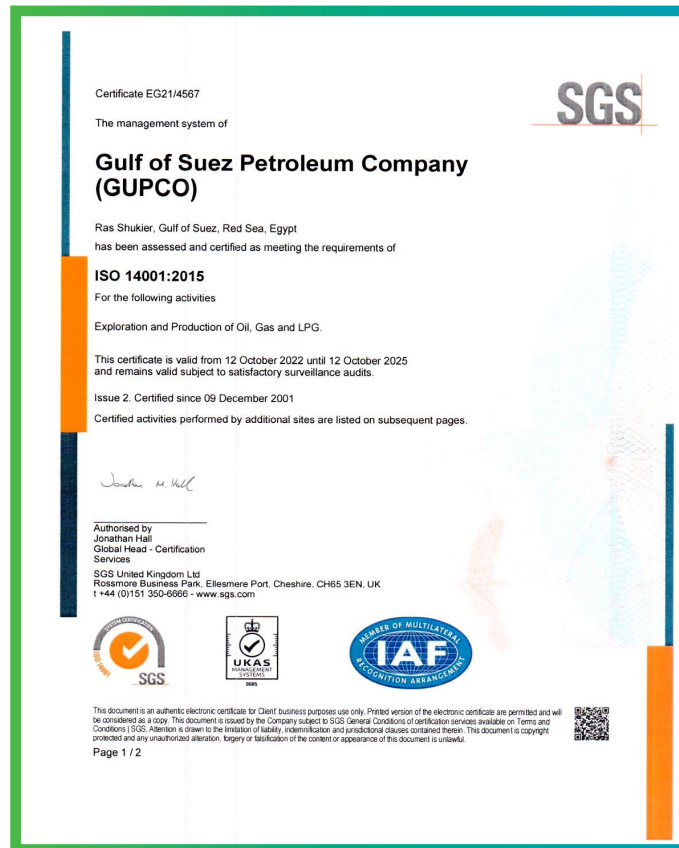 Certificate EG21/4567
SGS
The management system of
Gulf of Suez Petroleum Company
(GUPCO)
Ras Shukier, Gulf of Suez, Red Sea, Egypt
has been assessed and certified as meeting the requirements of
ISO 14001:2015
For the following activities
Exploration and Production of Oil, Gas and LPG.
This certificate is valid from 12 October 2022 until 12 October 2025
and remains valid subject to satisfactory surveillance audits.
Issue 2. Certified since 09 December 2001
Certified activities performed by additional sites are listed on subsequent pages.
Jonathan M. Hall
Authorised by
Jonathan Hall
Global Head - Certification
Services
SGS United Kingdom Ltd
Rossmore Business Park, Ellesmere Port, Cheshire, CH65 3EN, UK
t +44 (0)151 350-6666 - www.sgs.com
SYSTEM CERTIFICATION
ISO 14001
SGS
UKAS
MANAGEMENT
SYSTEMS
0005
MEMBER OF MULTILATERAL
IAF
RECOGNITION ARRANGEMENT
This document is an authentic electronic certificate for Client' business purposes use only. Printed version of the electronic certificate are permitted and will
be considered as a copy. This document is issued by the Company subject to SGS General Conditions of certification services available on Terms and
Conditions | SGS. Attention is drawn to the limitation of liability, indemnification and jurisdictional clauses contained therein. This document is copyright
protected and any unauthorized alteration, forgery or falsification of the content or appearance of this document is unlawful.
Page 1 / 2